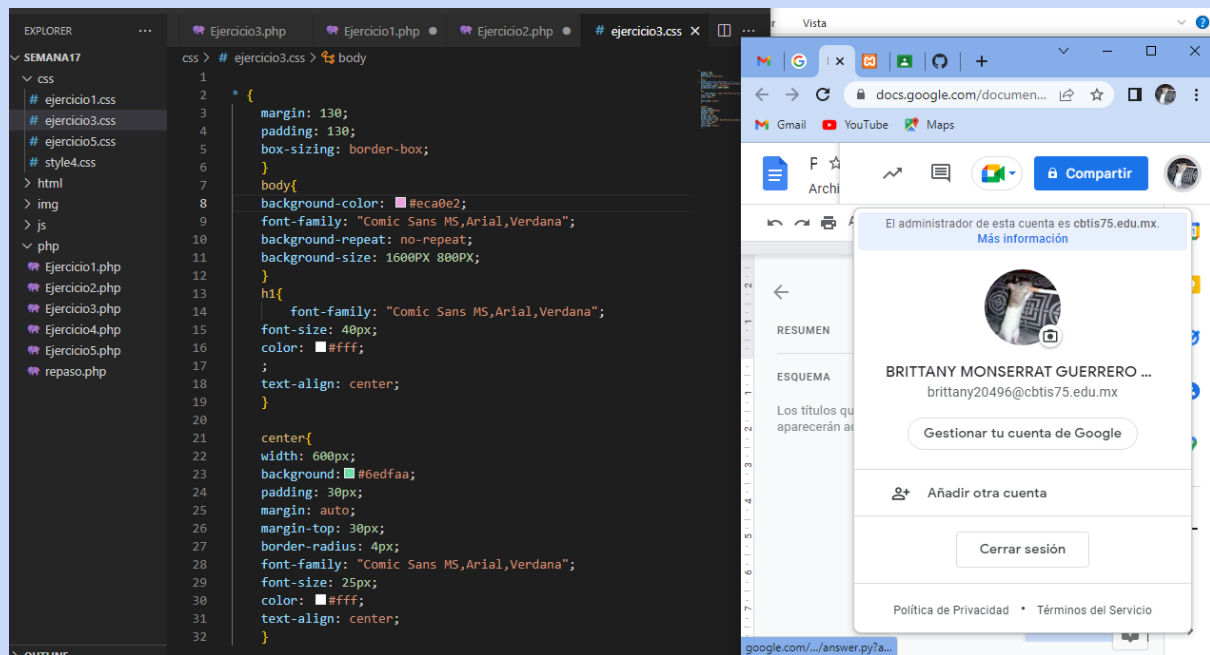 EXPLORER
SEMANA17
css
# ejercicio1.css
# ejercicio3.css
# ejercicio5.css
# style4.css
html
img
js
php
Ejercicio1.php
Ejercicio2.php
Ejercicio3.php
Ejercicio4.php
Ejercicio5.php
repaso.php
OUTLINE
Ejercicio3.php
Ejercicio1.php
Ejercicio2.php
# ejercicio3.css
css > # ejercicio3.css > body
1
2 * {
3 margin: 130;
4 padding: 130;
5 box-sizing: border-box;
6 }
7 body{
8 background-color: #eca0e2;
9 font-family: "Comic Sans MS,Arial,Verdana";
10 background-repeat: no-repeat;
11 background-size: 1600PX 800PX;
12 }
13 h1{
14 font-family: "Comic Sans MS,Arial,Verdana";
15 font-size: 40px;
16 color: #fff;
17 ;
18 text-align: center;
19 }
20
21 center{
22 width: 600px;
23 background: #6edfaa;
24 padding: 30px;
25 margin: auto;
26 margin-top: 30px;
27 border-radius: 4px;
28 font-family: "Comic Sans MS,Arial,Verdana";
29 font-size: 25px;
30 color: #fff;
31 text-align: center;
32 }
r Vista
docs.google.com/documen...
Gmail YouTube Maps
P
Archi
Compartir
El administrador de esta cuenta es cbtis75.edu.mx.
Más información
RESUMEN
ESQUEMA
Los títulos qu
aparecerán a
BRITTANY MONSERRAT GUERRERO ...
brittany20496@cbtis75.edu.mx
Gestionar tu cuenta de Google
Añadir otra cuenta
Cerrar sesión
Política de Privacidad • Términos del Servicio
google.com/.../answer.py?a...